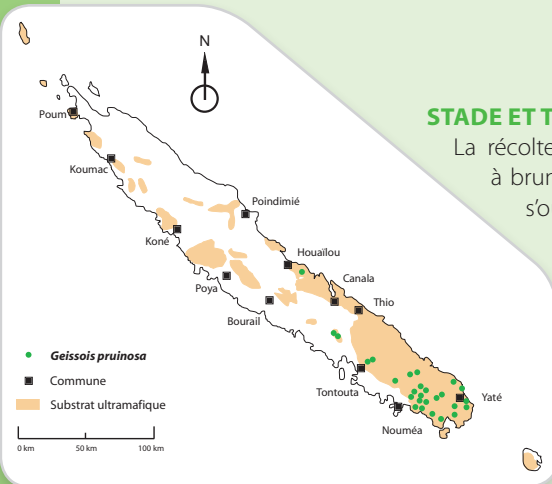 N
STADE ET T
La récolte
à brun
s'o
Poum
Koumac
Poindimié
Koné
Houaïlou
Canala
Poya
Thio
Bourail
Geissois pruinosa
Commune
Substrat ultramafique
Tontouta
Yaté
Nouméa
0 km 50 km 100 km